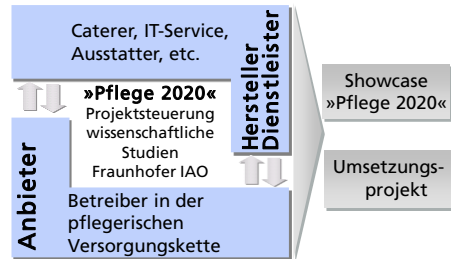 Caterer, IT-Service,
Ausstatter, etc.
Hersteller
Dienstleister
»Pflege 2020«
Projektsteuerung
wissenschaftliche
Studien
Fraunhofer IAO
Anbieter
Betreiber in der
pflegerischen
Versorgungskette
Showcase
»Pflege 2020«
Umsetzungs-
projekt